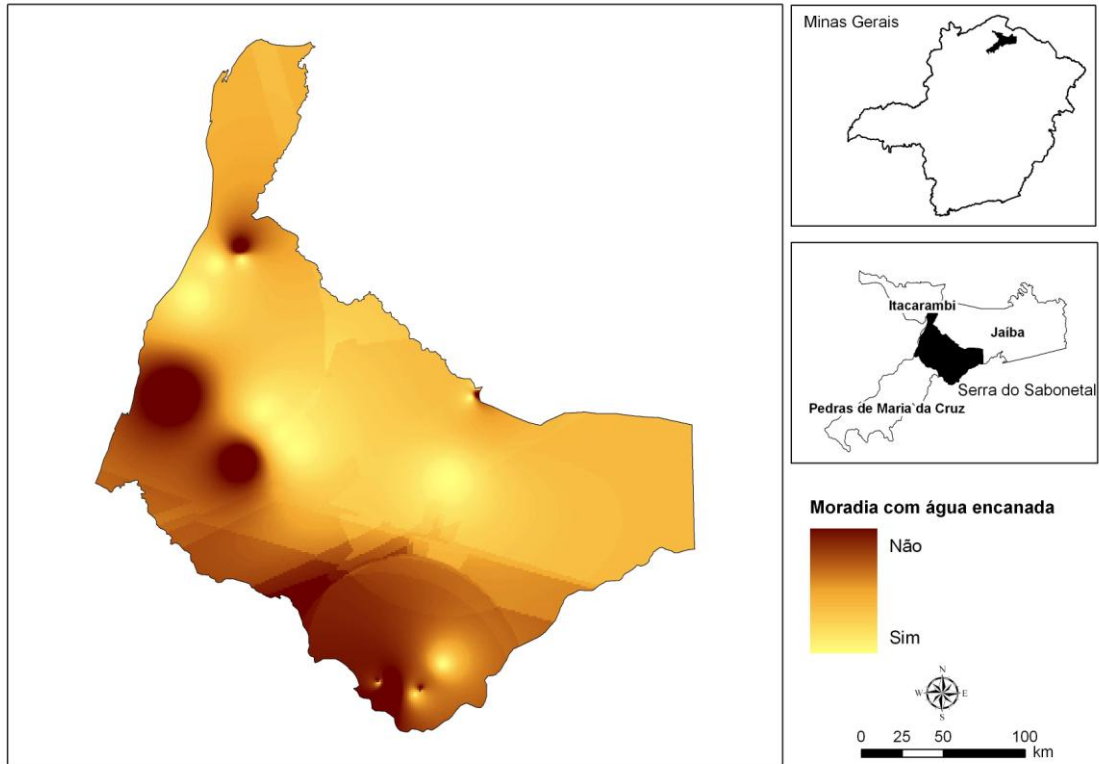 Minas Gerais
Itacarambi
Jaíba
Serra do Sabonetal
Pedras de Maria da Cruz
Moradia com água encanada
Não
Sim
N
W E
S
0 25 50 100
km